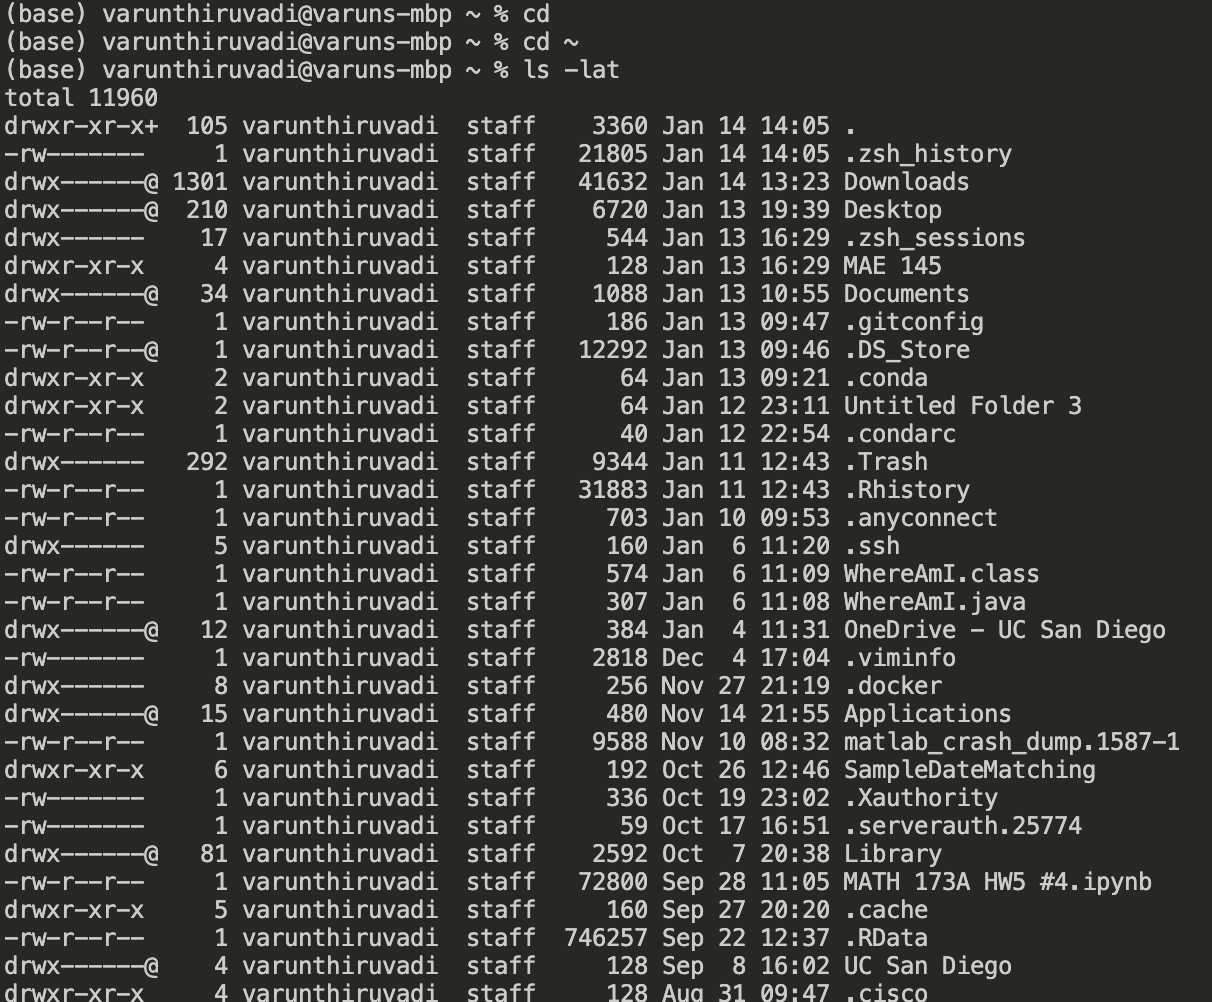 (base) varunthiruvadi@varuns-mbp ~ % cd
(base) varunthiruvadi@varuns-mbp ~ % cd ~
(base) varunthiruvadi@varuns-mbp ~ % ls -lat
total 11960
drwxr-xr-x+  105 varunthiruvadi  staff    3360 Jan 14 14:05 .
-rw-------     1 varunthiruvadi  staff   21805 Jan 14 14:05 .zsh_history
drwx------@ 1301 varunthiruvadi  staff   41632 Jan 14 13:23 Downloads
drwx------@  210 varunthiruvadi  staff    6720 Jan 13 19:39 Desktop
drwx------    17 varunthiruvadi  staff     544 Jan 13 16:29 .zsh_sessions
drwxr-xr-x     4 varunthiruvadi  staff     128 Jan 13 16:29 MAE 145
drwx------@   34 varunthiruvadi  staff    1088 Jan 13 10:55 Documents
-rw-r--r--     1 varunthiruvadi  staff     186 Jan 13 09:47 .gitconfig
-rw-r--r--@    1 varunthiruvadi  staff   12292 Jan 13 09:46 .DS_Store
drwxr-xr-x     2 varunthiruvadi  staff      64 Jan 13 09:21 .conda
drwxr-xr-x     2 varunthiruvadi  staff      64 Jan 12 23:11 Untitled Folder 3
-rw-r--r--     1 varunthiruvadi  staff      40 Jan 12 22:54 .condarc
drwx------   292 varunthiruvadi  staff    9344 Jan 11 12:43 .Trash
-rw-r--r--     1 varunthiruvadi  staff   31883 Jan 11 12:43 .Rhistory
-rw-r--r--     1 varunthiruvadi  staff     703 Jan 10 09:53 .anyconnect
drwx------     5 varunthiruvadi  staff     160 Jan  6 11:20 .ssh
-rw-r--r--     1 varunthiruvadi  staff     574 Jan  6 11:09 WhereAmI.class
-rw-r--r--     1 varunthiruvadi  staff     307 Jan  6 11:08 WhereAmI.java
drwx------@   12 varunthiruvadi  staff     384 Jan  4 11:31 OneDrive - UC San Diego
-rw-------     1 varunthiruvadi  staff    2818 Dec  4 17:04 .viminfo
drwx------     8 varunthiruvadi  staff     256 Nov 27 21:19 .docker
drwx------@   15 varunthiruvadi  staff     480 Nov 14 21:55 Applications
-rw-r--r--     1 varunthiruvadi  staff    9588 Nov 10 08:32 matlab_crash_dump.1587-1
drwxr-xr-x     6 varunthiruvadi  staff     192 Oct 26 12:46 SampleDateMatching
-rw-------     1 varunthiruvadi  staff     336 Oct 19 23:02 .Xauthority
-rw-------     1 varunthiruvadi  staff      59 Oct 17 16:51 .serverauth.25774
drwx------@   81 varunthiruvadi  staff    2592 Oct  7 20:38 Library
-rw-r--r--     1 varunthiruvadi  staff   72800 Sep 28 11:05 MATH 173A HW5 #4.ipynb
drwxr-xr-x     5 varunthiruvadi  staff     160 Sep 27 20:20 .cache
-rw-r--r--     1 varunthiruvadi  staff  746257 Sep 22 12:37 .RData
drwx------@    4 varunthiruvadi  staff     128 Sep  8 16:02 UC San Diego
drwxr-xr-x     4 varunthiruvadi  staff     128 Aug 31 09:47 .cisco